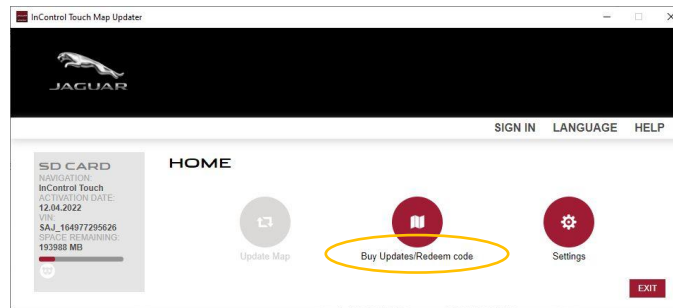 InControl Touch Map Updater
JAGUAR
SIGN IN LANGUAGE HELP
SD CARD
NAVIGATION:
InControl Touch
ACTIVATION DATE:
12.04.2022
VIN:
SAJ_164977295626
SPACE REMAINING:
193988 MB
HOME
Update Map
Buy Updates/Redeem code
Settings
EXIT